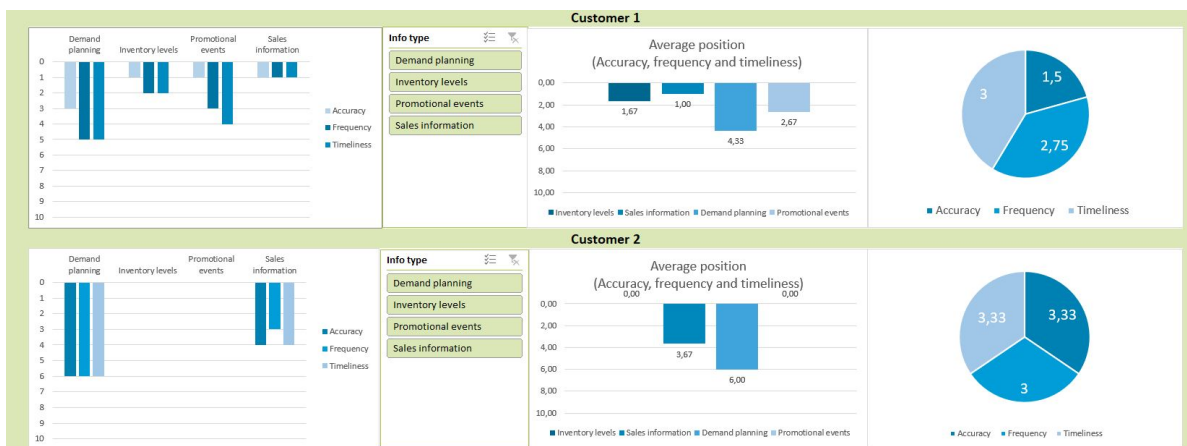 Customer 1
Demand planning
Inventory levels
Promotional events
Sales information
0
1
2
3
4
5
6
7
8
9
10
Accuracy
Frequency
Timeliness
Info type
Demand planning
Inventory levels
Promotional events
Sales information
Average position
(Accuracy, frequency and timeliness)
0,00
2,00
4,00
6,00
8,00
10,00
1,67
1,00
4,33
2,67
Inventory levels Sales information Demand planning Promotional events
1,5
2,75
3
Accuracy Frequency Timeliness
Customer 2
Demand planning
Inventory levels
Promotional events
Sales information
0
1
2
3
4
5
6
7
8
9
10
Accuracy
Frequency
Timeliness
Info type
Demand planning
Inventory levels
Promotional events
Sales information
Average position
(Accuracy, frequency and timeliness)
0,00
0,00
0,00
2,00
4,00
6,00
8,00
10,00
3,67
6,00
Inventory levels Sales information Demand planning Promotional events
3,33
3,33
3
Accuracy Frequency Timeliness